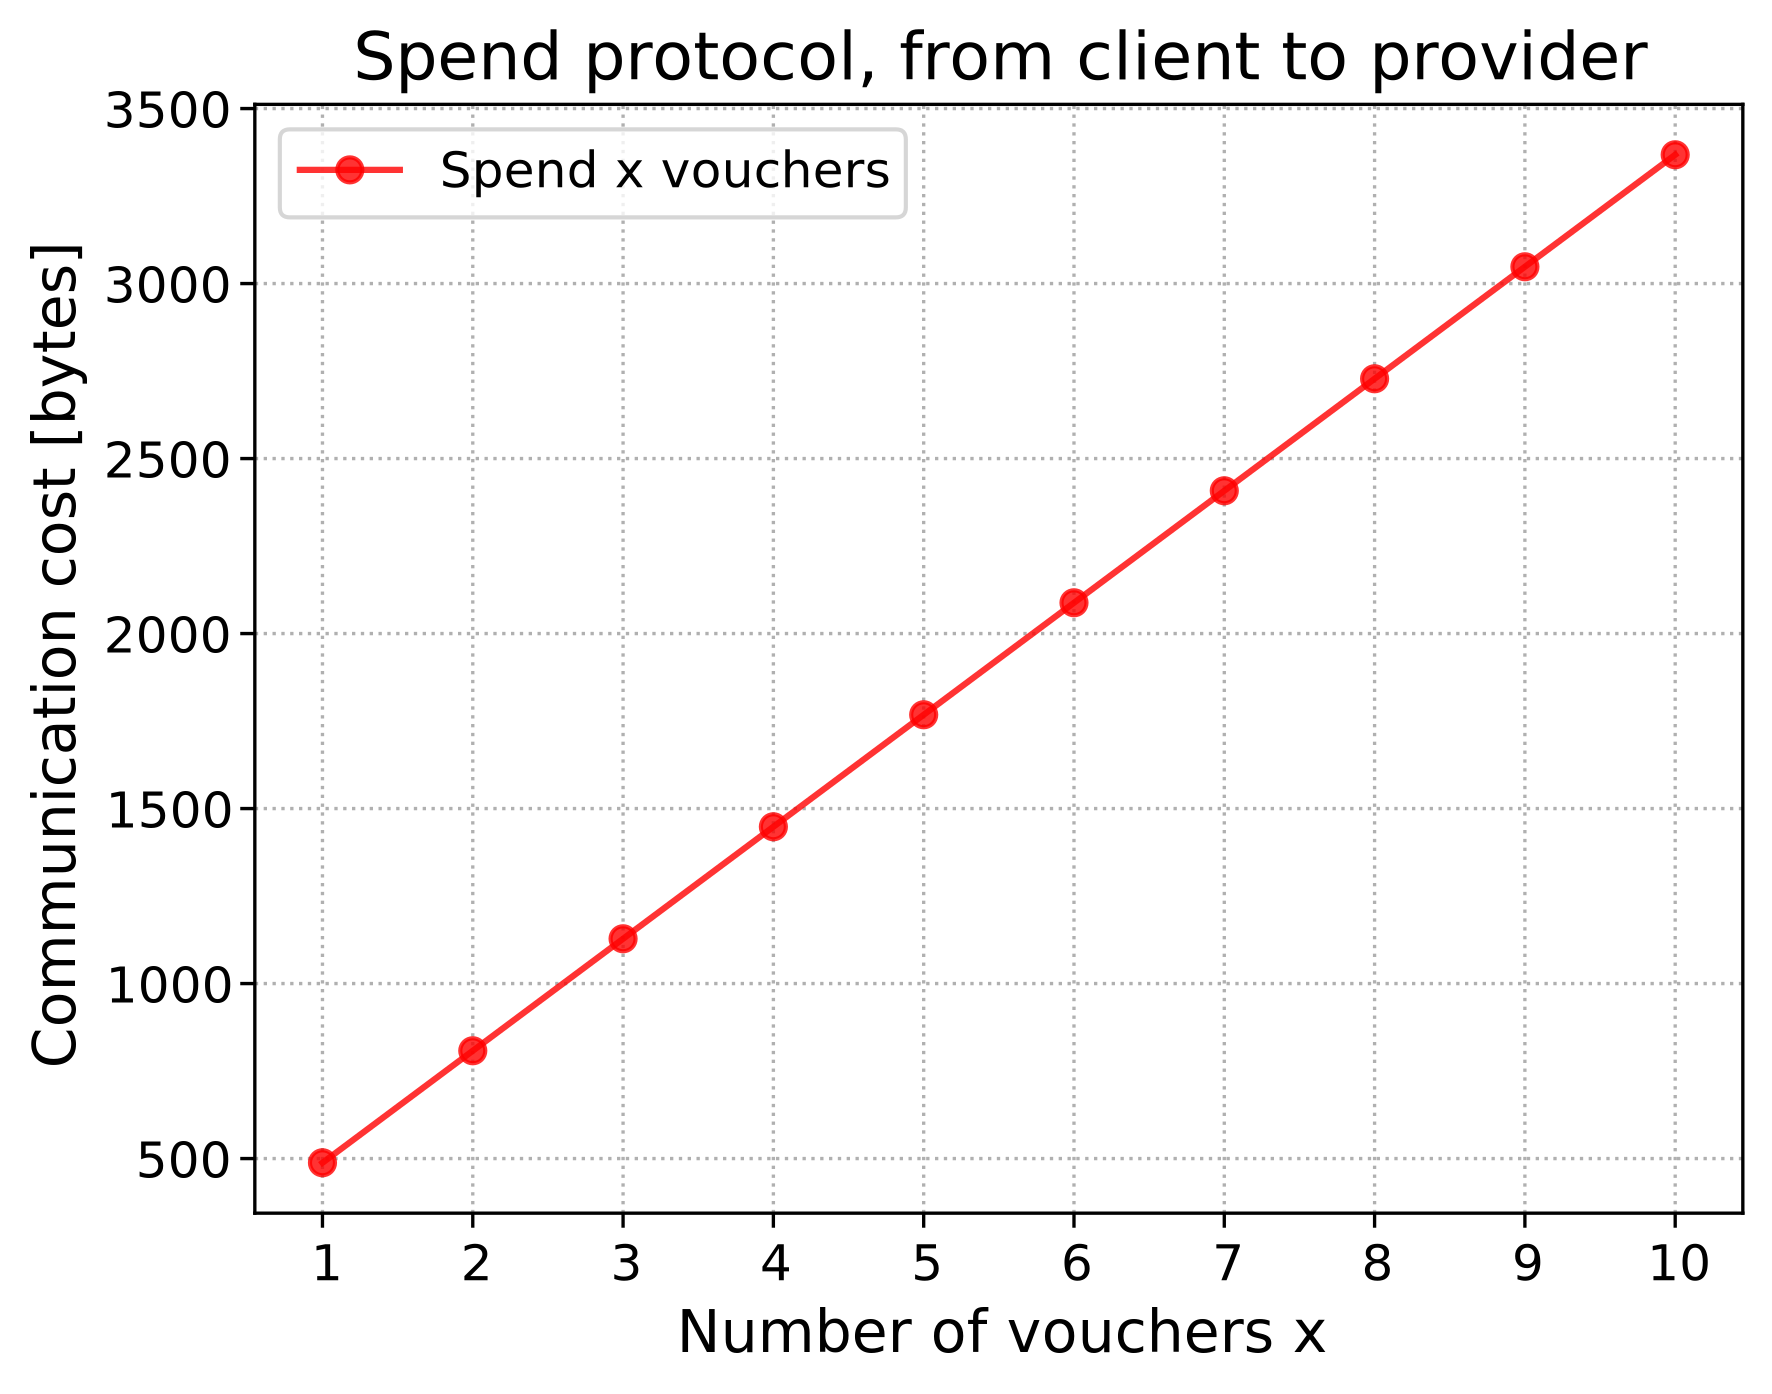 Spend protocol, from client to provider
Spend x vouchers
Communication cost [bytes]
3500
3000
2500
2000
1500
1000
500
1 2 3 4 5 6 7 8 9 10
Number of vouchers x